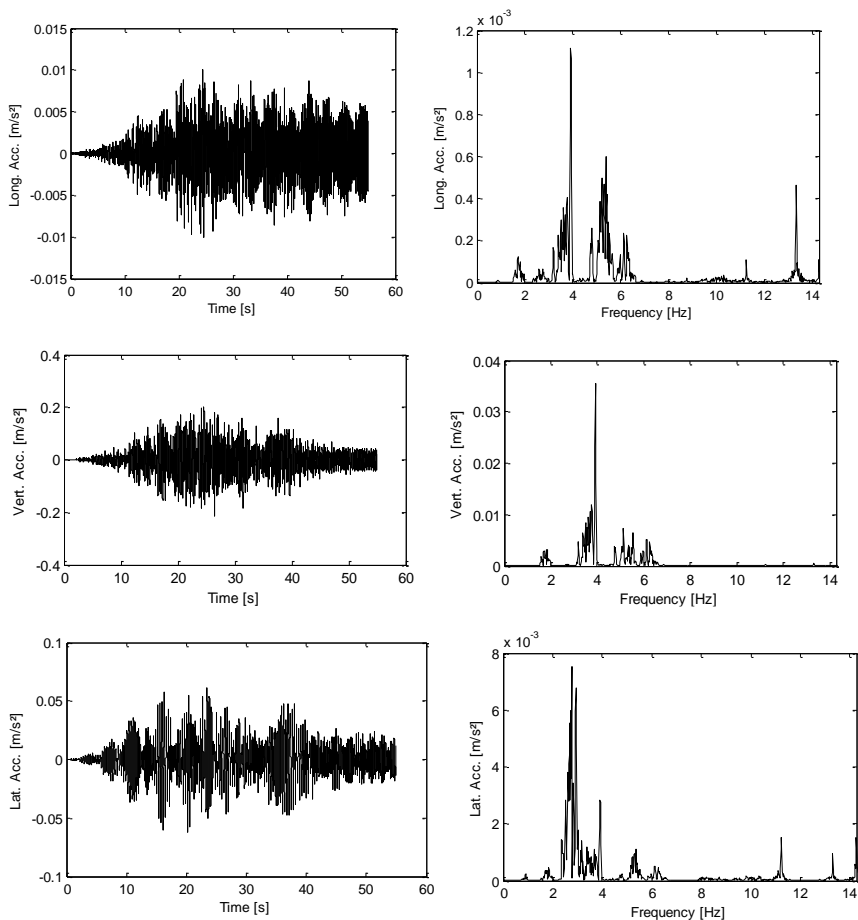 0.015
0.01
0.005
0
-0.005
-0.01
-0.015
0 10 20 30 40 50 60
Time [s]
Long. Acc. [m/s²]
x 10⁻³
1.2
1
0.8
0.6
0.4
0.2
0
0 2 4 6 8 10 12 14
Frequency [Hz]
Long. Acc. [m/s²]
0.4
0.2
0
-0.2
-0.4
0 10 20 30 40 50 60
Time [s]
Vert. Acc. [m/s²]
0.04
0.03
0.02
0.01
0
0 2 4 6 8 10 12 14
Frequency [Hz]
Vert. Acc. [m/s²]
0.1
0.05
0
-0.05
-0.1
0 10 20 30 40 50 60
Time [s]
Lat. Acc. [m/s²]
x 10⁻³
8
6
4
2
0
0 2 4 6 8 10 12 14
Frequency [Hz]
Lat. Acc. [m/s²]